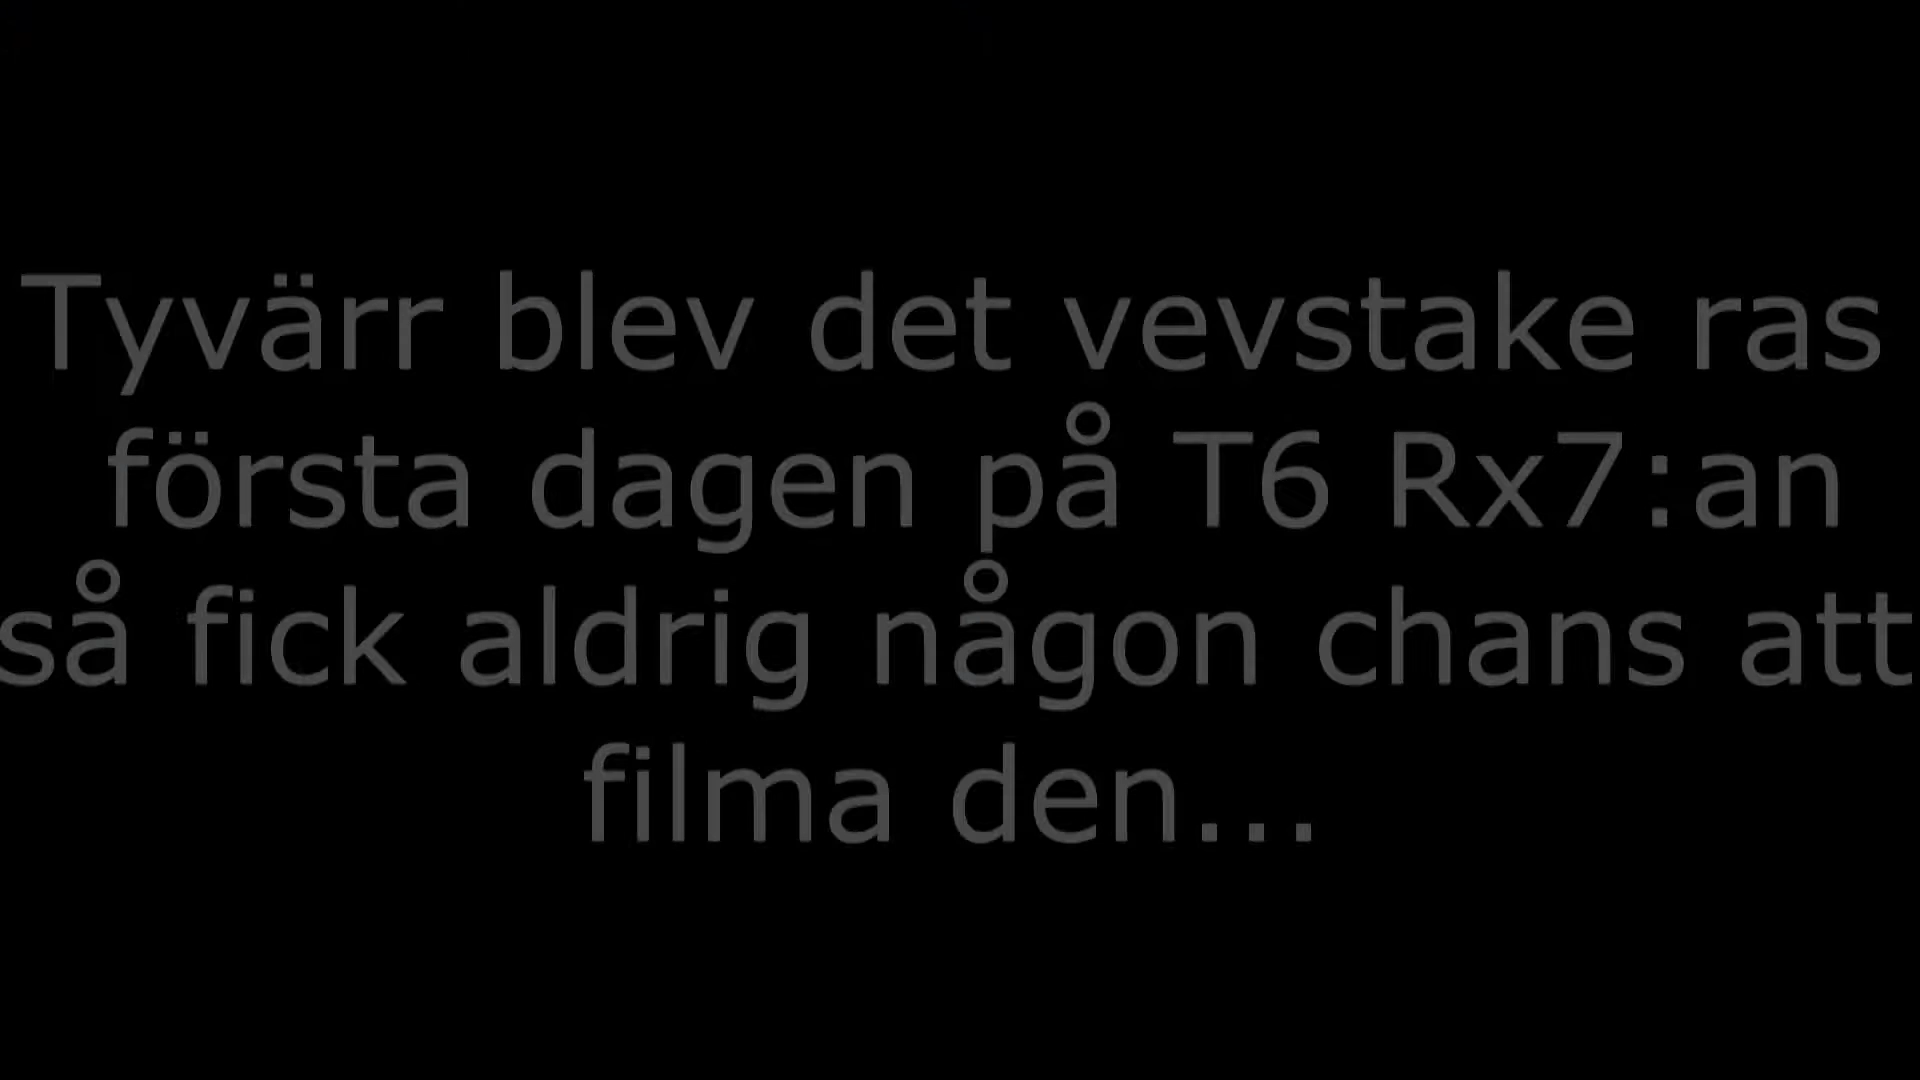 Tyvärr blev det vevstake ras
första dagen på T6 Rx7:an
så fick aldrig någon chans att
filma den...